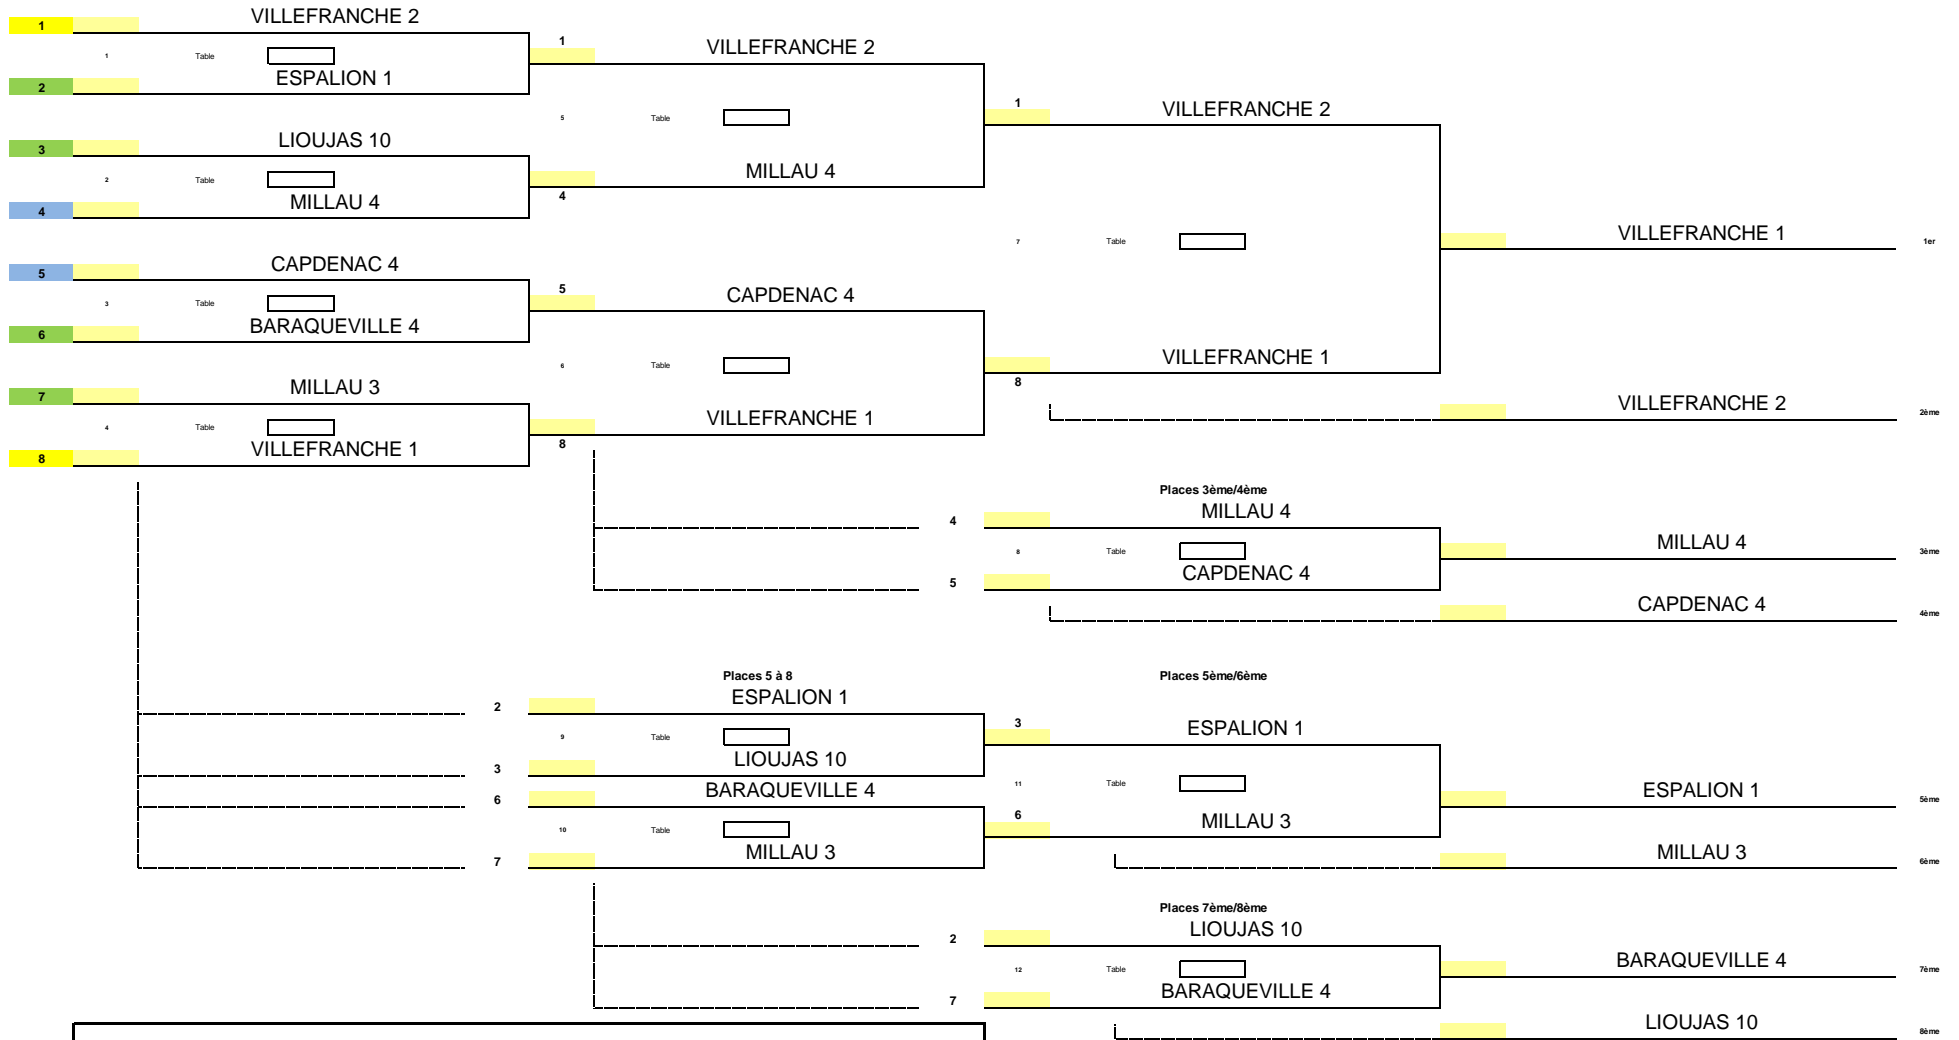 VILLEFRANCHE 2
1
1 Table
ESPALION 1
2
1
VILLEFRANCHE 2
5 Table
LIOUJAS 10
3
2 Table
MILLAU 4
4
MILLAU 4
4
1
VILLEFRANCHE 2
7 Table
VILLEFRANCHE 1 1er
CAPDENAC 4
5
3 Table
BARAQUEVILLE 4
6
5
CAPDENAC 4
6 Table
MILLAU 3
7
4 Table
VILLEFRANCHE 1
8
VILLEFRANCHE 1
8
VILLEFRANCHE 1
8
VILLEFRANCHE 2 2ème
Places 3ème/4ème
4 MILLAU 4
8 Table
5 CAPDENAC 4
MILLAU 4 3ème
CAPDENAC 4 4ème
Places 5 à 8
2 ESPALION 1
9 Table
3 LIOUJAS 10
6 BARAQUEVILLE 4
10 Table
7 MILLAU 3
Places 5ème/6ème
3
ESPALION 1
11 Table
6
MILLAU 3
ESPALION 1 5ème
MILLAU 3 6ème
Places 7ème/8ème
2 LIOUJAS 10
12 Table
7 BARAQUEVILLE 4
BARAQUEVILLE 4 7ème
LIOUJAS 10 8ème